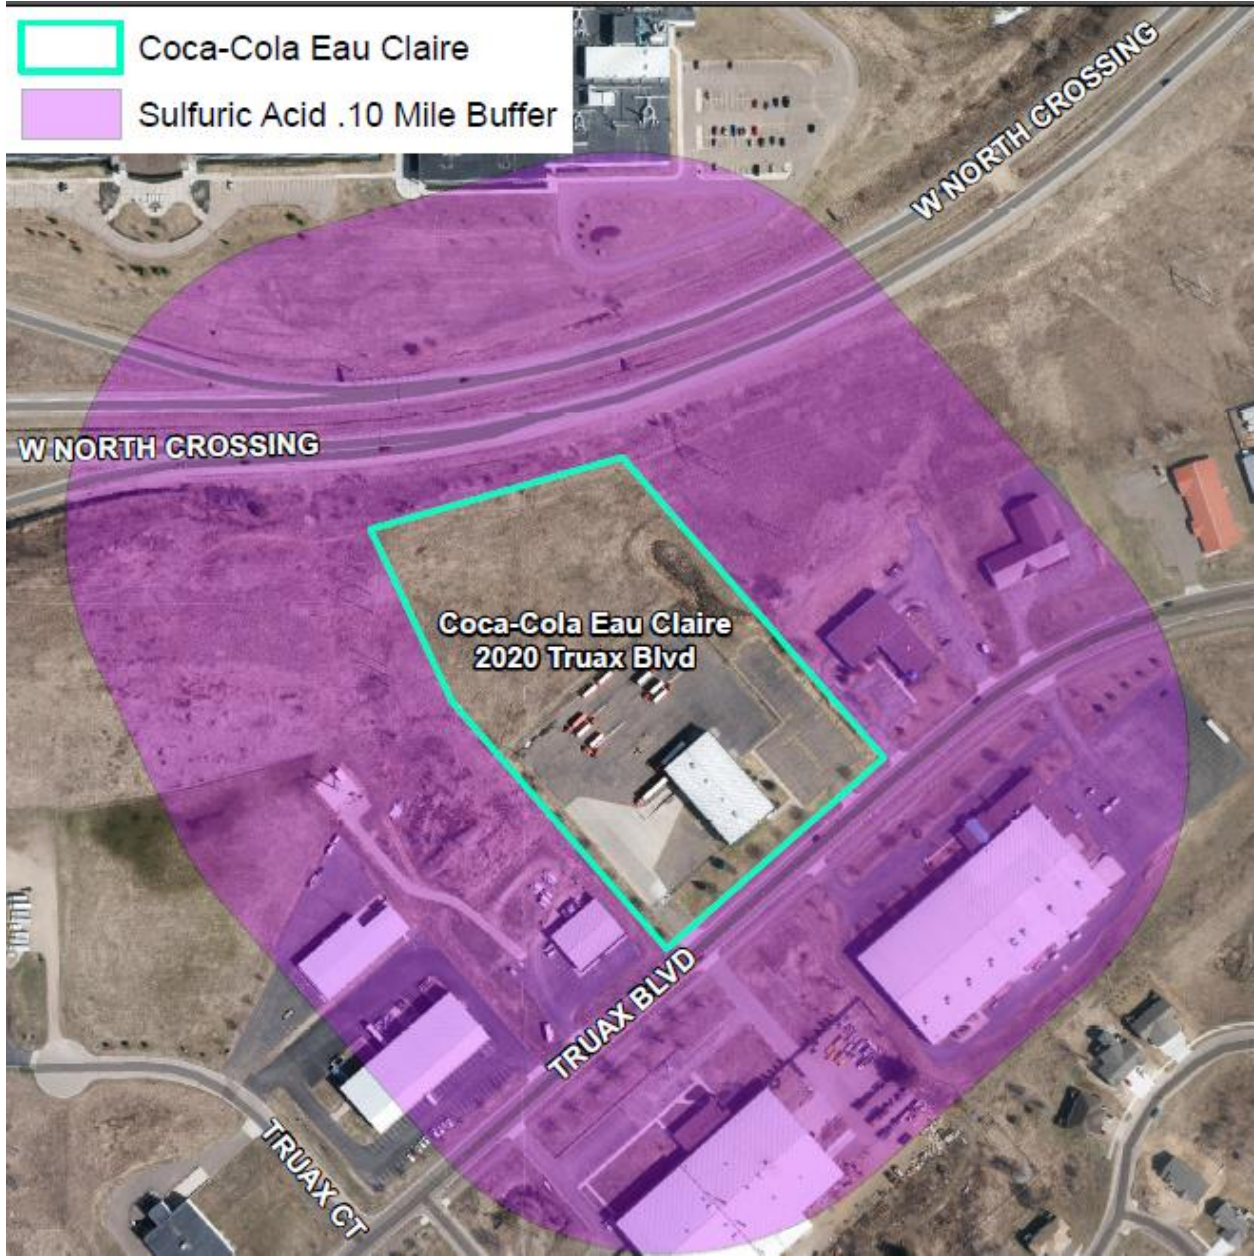 Coca-Cola Eau Claire
Sulfuric Acid .10 Mile Buffer
W NORTH CROSSING
W NORTH CROSSING
Coca-Cola Eau Claire
2020 Truax Blvd
TRUAX BLVD
TRUAX CT